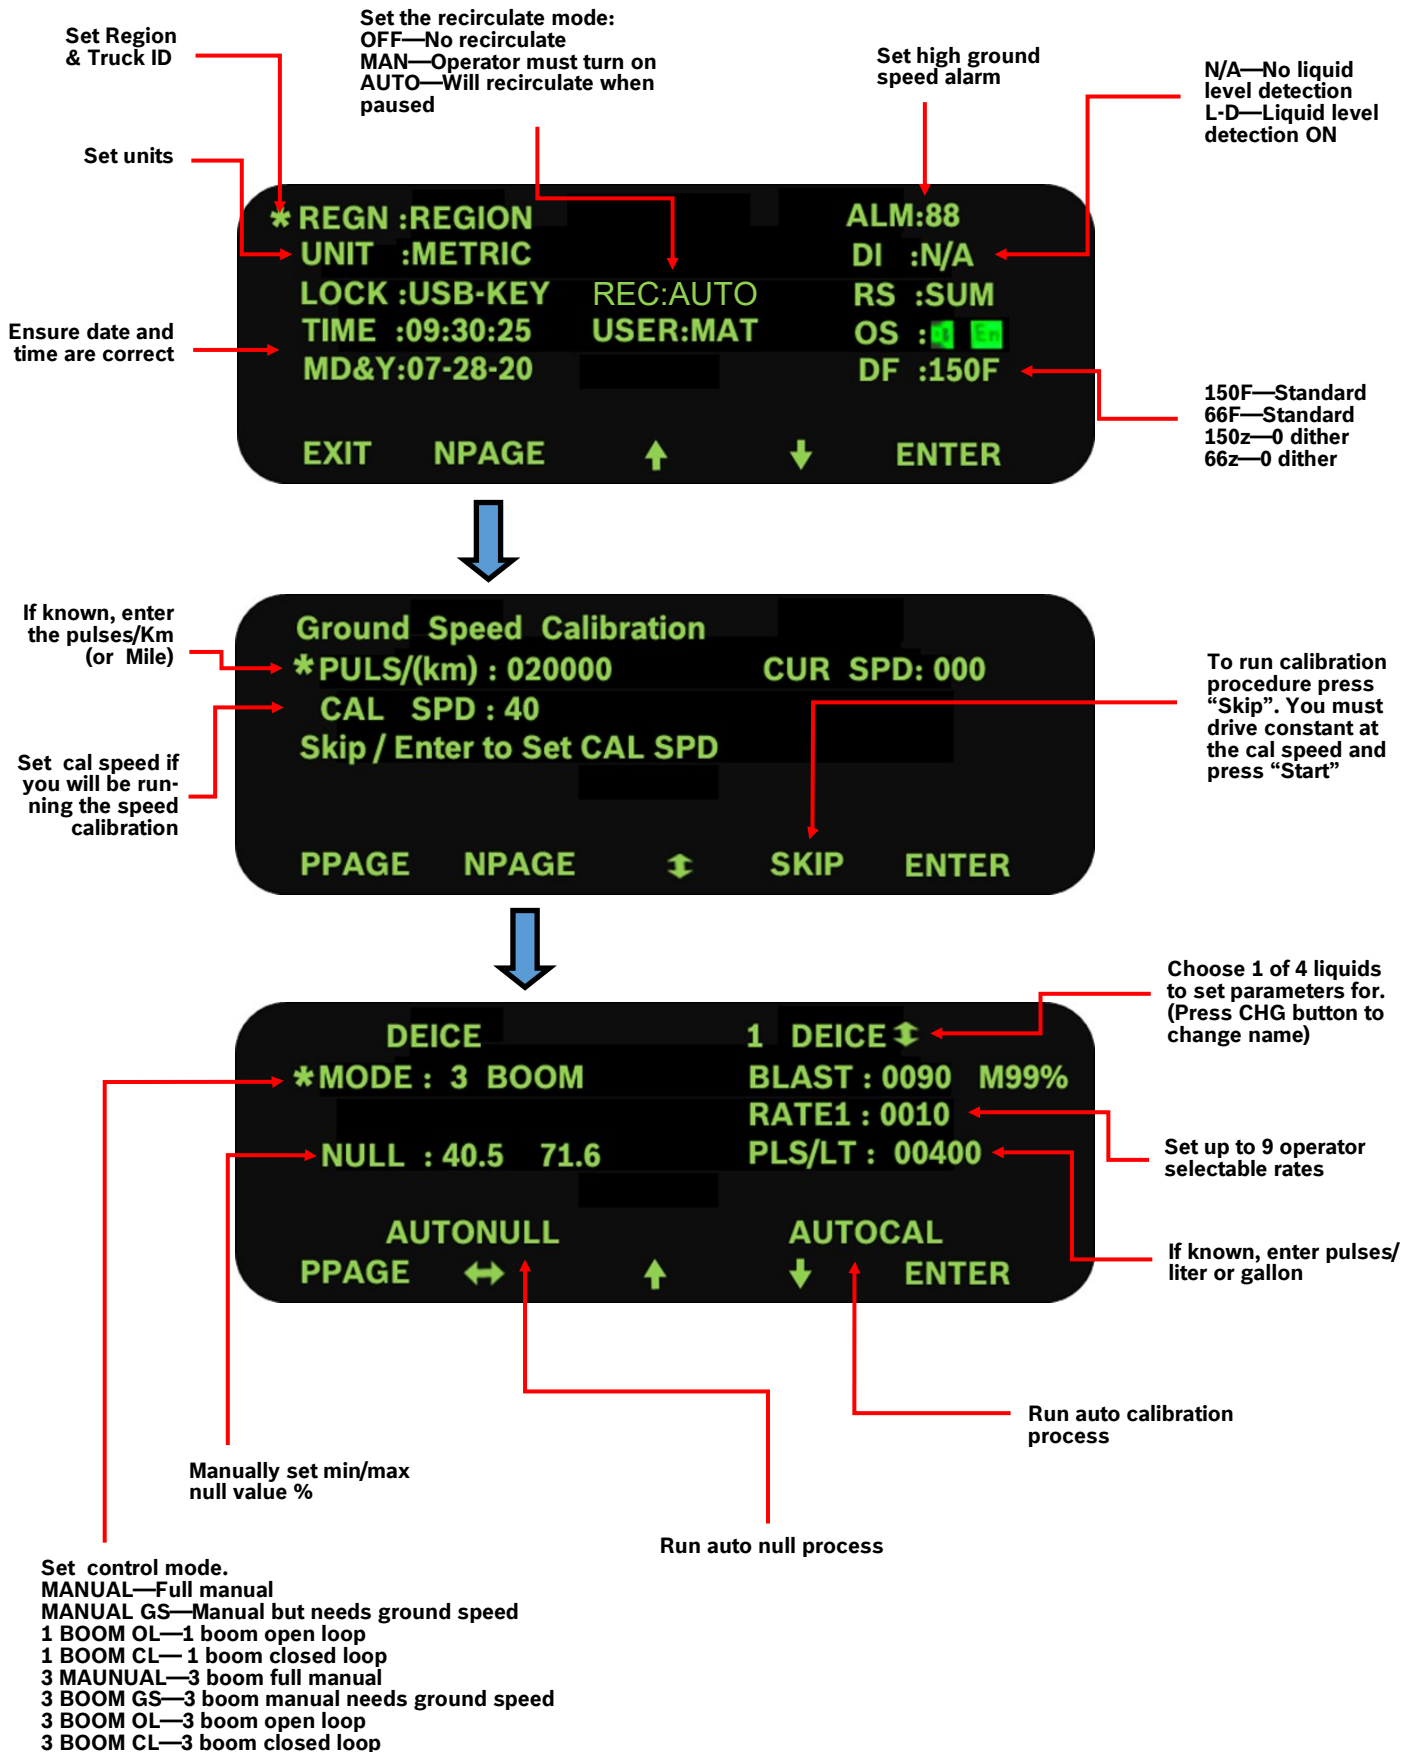 Set Region
& Truck ID
Set the recirculate mode:
OFF—No recirculate
MAN—Operator must turn on
AUTO—Will recirculate when
paused
Set high ground
speed alarm
N/A—No liquid
level detection
L-D—Liquid level
detection ON
Set units
* REGN :REGION ALM:88
UNIT :METRIC DI :N/A
LOCK :USB-KEY REC:AUTO RS :SUM
TIME :09:30:25 USER:MAT OS : En
MD&Y:07-28-20 DF :150F
EXIT NPAGE ↑ ↓ ENTER
Ensure date and
time are correct
150F—Standard
66F—Standard
150z—0 dither
66z—0 dither
If known, enter
the pulses/Km
(or Mile)
Ground Speed Calibration
*PULS/(km) : 020000 CUR SPD: 000
CAL SPD : 40
Skip / Enter to Set CAL SPD
PPAGE NPAGE ↕ SKIP ENTER
Set cal speed if
you will be run-
ning the speed
calibration
To run calibration
procedure press
“Skip”. You must
drive constant at
the cal speed and
press “Start”
Choose 1 of 4 liquids
to set parameters for.
(Press CHG button to
change name)
DEICE 1 DEICE ↕
*MODE : 3 BOOM BLAST : 0090 M99%
RATE1 : 0010
NULL : 40.5 71.6 PLS/LT : 00400
AUTONULL AUTOCAL
PPAGE ↔ ↑ ↓ ENTER
Set up to 9 operator
selectable rates
If known, enter pulses/
liter or gallon
Run auto calibration
process
Manually set min/max
null value %
Run auto null process
Set control mode.
MANUAL—Full manual
MANUAL GS—Manual but needs ground speed
1 BOOM OL—1 boom open loop
1 BOOM CL— 1 boom closed loop
3 MAUNUAL—3 boom full manual
3 BOOM GS—3 boom manual needs ground speed
3 BOOM OL—3 boom open loop
3 BOOM CL—3 boom closed loop